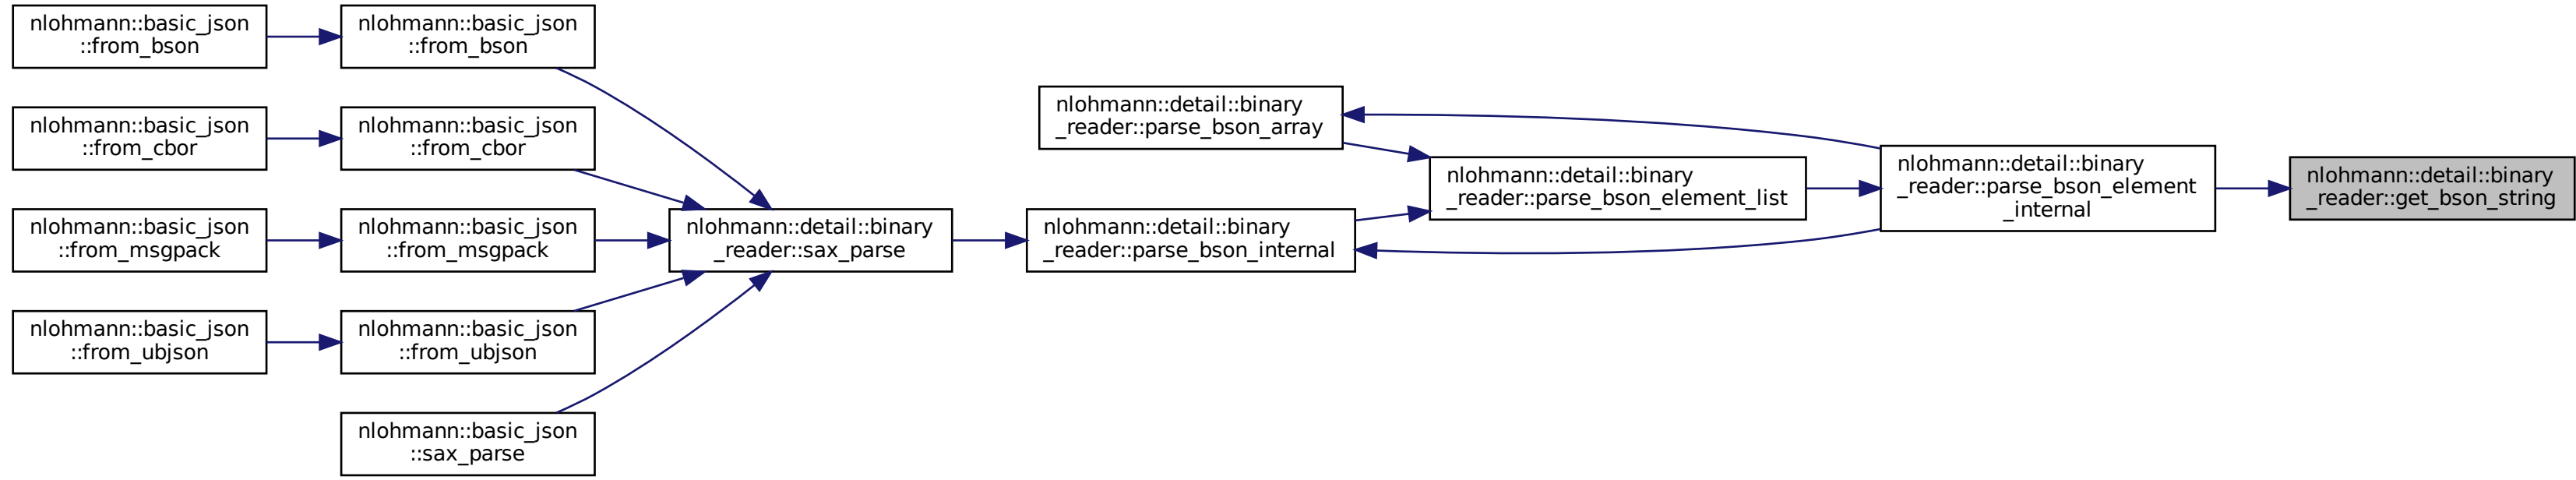 nlohmann::basic_json
::from_bson
nlohmann::basic_json
::from_bson
nlohmann::basic_json
::from_cbor
nlohmann::basic_json
::from_cbor
nlohmann::basic_json
::from_msgpack
nlohmann::basic_json
::from_msgpack
nlohmann::basic_json
::from_ubjson
nlohmann::basic_json
::from_ubjson
nlohmann::basic_json
::sax_parse
nlohmann::detail::binary
_reader::sax_parse
nlohmann::detail::binary
_reader::parse_bson_array
nlohmann::detail::binary
_reader::parse_bson_internal
nlohmann::detail::binary
_reader::parse_bson_element_list
nlohmann::detail::binary
_reader::parse_bson_element
_internal
nlohmann::detail::binary
_reader::get_bson_string